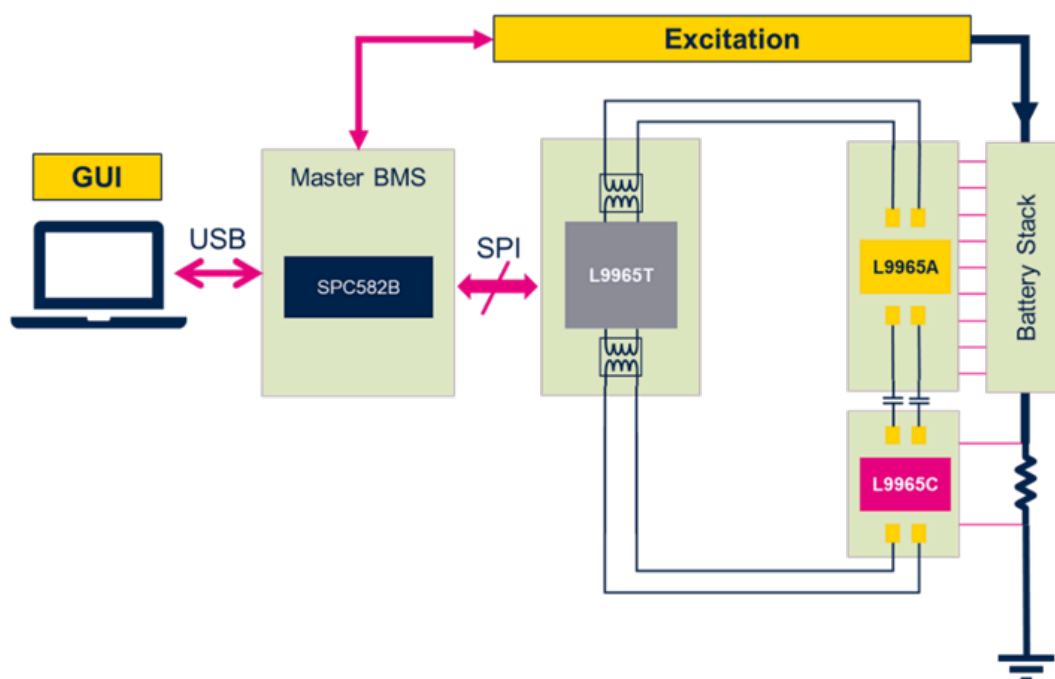 Excitation
GUI
Master BMS
USB
SPC582B
SPI
L9965T
L9965A
Battery Stack
L9965C